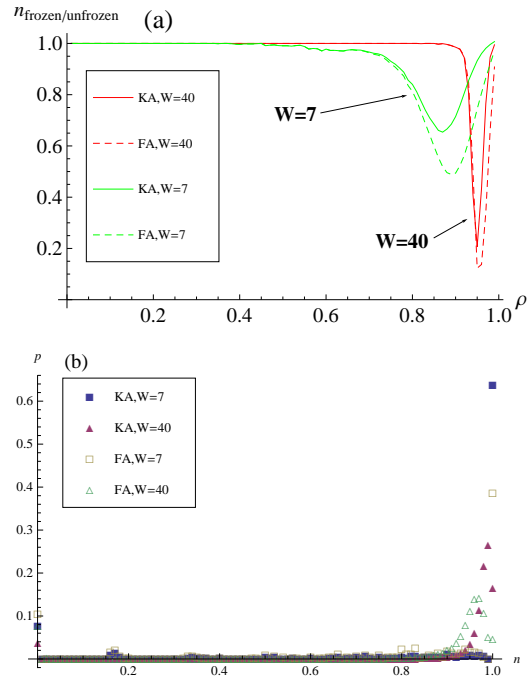 n frozen/unfrozen
(a)
1.0
0.8
0.6
0.4
0.2
KA,W=40
FA,W=40
KA,W=7
FA,W=7
W=7
W=40
0.2 0.4 0.6 0.8 1.0
ρ
p
(b)
0.6
0.5
0.4
0.3
0.2
0.1
KA,W=7
KA,W=40
FA,W=7
FA,W=40
0.2 0.4 0.6 0.8 1.0
n